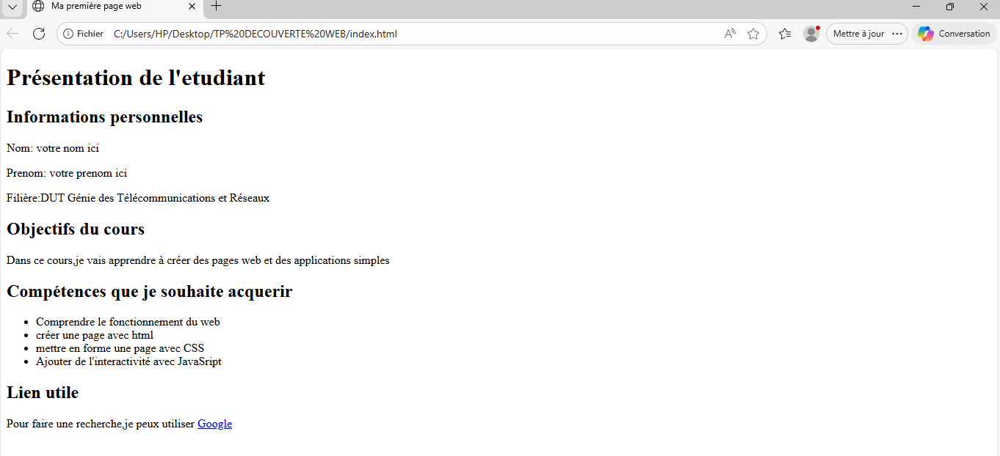 Ma première page web
Fichier C:/Users/HP/Desktop/TP%20DECOUVERTE%20WEB/index.html
Mettre à jour
Conversation
Présentation de l'etudiant
Informations personnelles
Nom: votre nom ici
Prenom: votre prenom ici
Filière:DUT Génie des Télécommunications et Réseaux
Objectifs du cours
Dans ce cours,je vais apprendre à créer des pages web et des applications simples
Compétences que je souhaite acquerir
Comprendre le fonctionnement du web
créer une page avec html
mettre en forme une page avec CSS
Ajouter de l'interactivité avec JavaSript
Lien utile
Pour faire une recherche,je peux utiliser Google